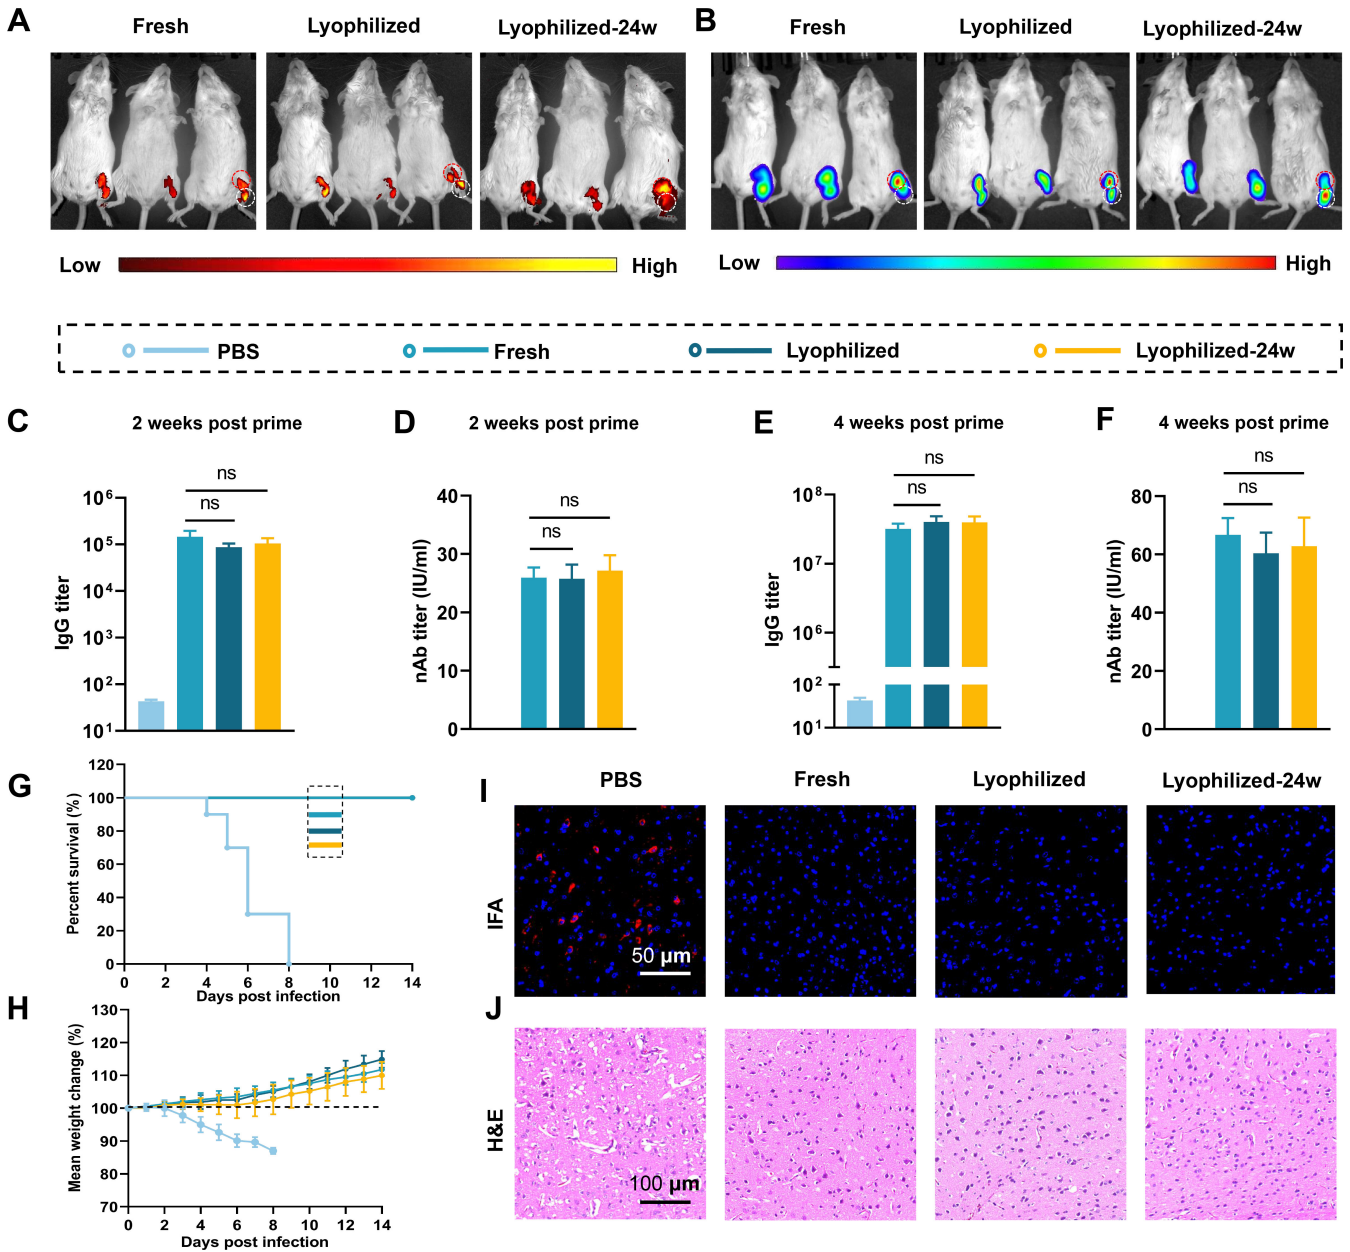 A
Fresh
Lyophilized
Lyophilized-24w
B
Fresh
Lyophilized
Lyophilized-24w
Low
High
Low
High
PBS
Fresh
Lyophilized
Lyophilized-24w
C
2 weeks post prime
IgG titer
10⁶
10⁵
10⁴
10³
10²
10¹
ns
ns
D
2 weeks post prime
nAb titer (IU/ml)
40
30
20
10
0
ns
ns
E
4 weeks post prime
IgG titer
10⁸
10⁷
10⁶
10²
10¹
ns
ns
F
4 weeks post prime
nAb titer (IU/ml)
80
60
40
20
0
ns
ns
G
Percent survival (%)
120
100
80
60
40
20
0
0 2 4 6 8 10 12 14
Days post infection
H
Mean weight change (%)
130
120
110
100
90
80
70
0 2 4 6 8 10 12 14
Days post infection
I
PBS
Fresh
Lyophilized
Lyophilized-24w
IFA
50 μm
J
H&E
100 μm